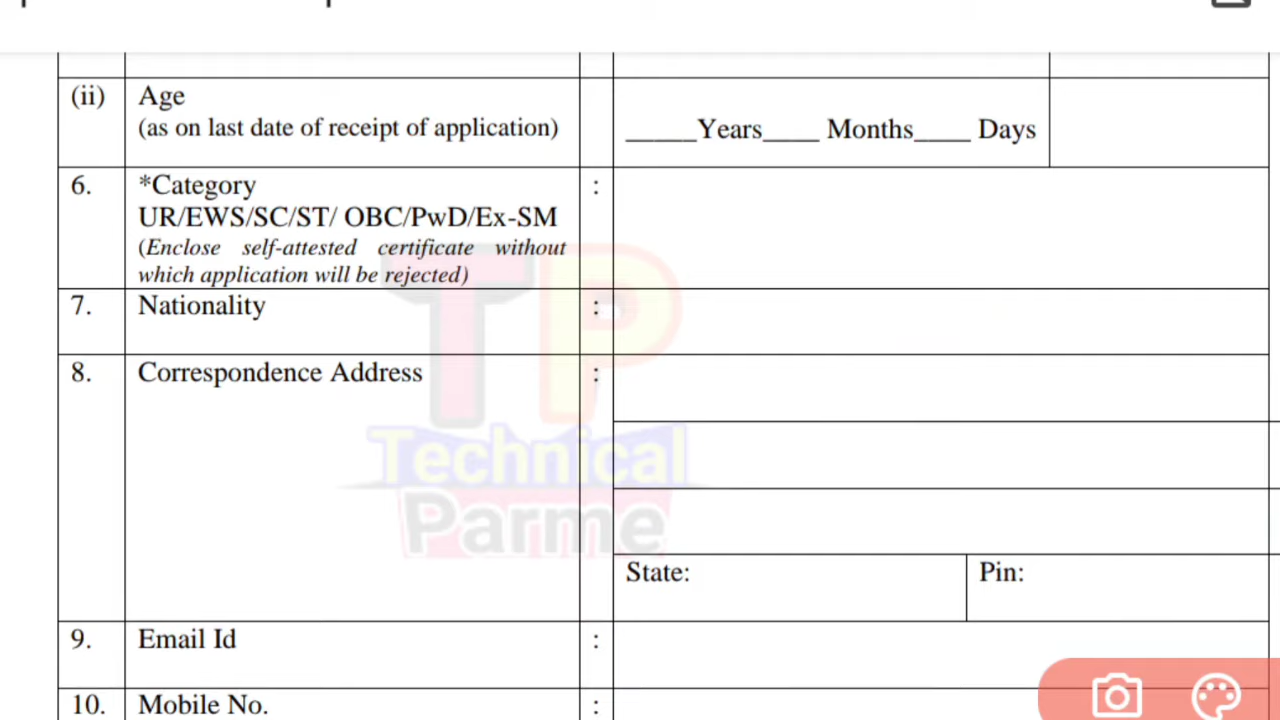 (ii) Age
(as on last date of receipt of application)
_____Years____ Months____ Days
6. *Category :
UR/EWS/SC/ST/ OBC/PwD/Ex-SM
(Enclose self-attested certificate without
which application will be rejected)
7. Nationality :
8. Correspondence Address :
State: Pin:
9. Email Id :
10. Mobile No. :
TP
Technical
Parme